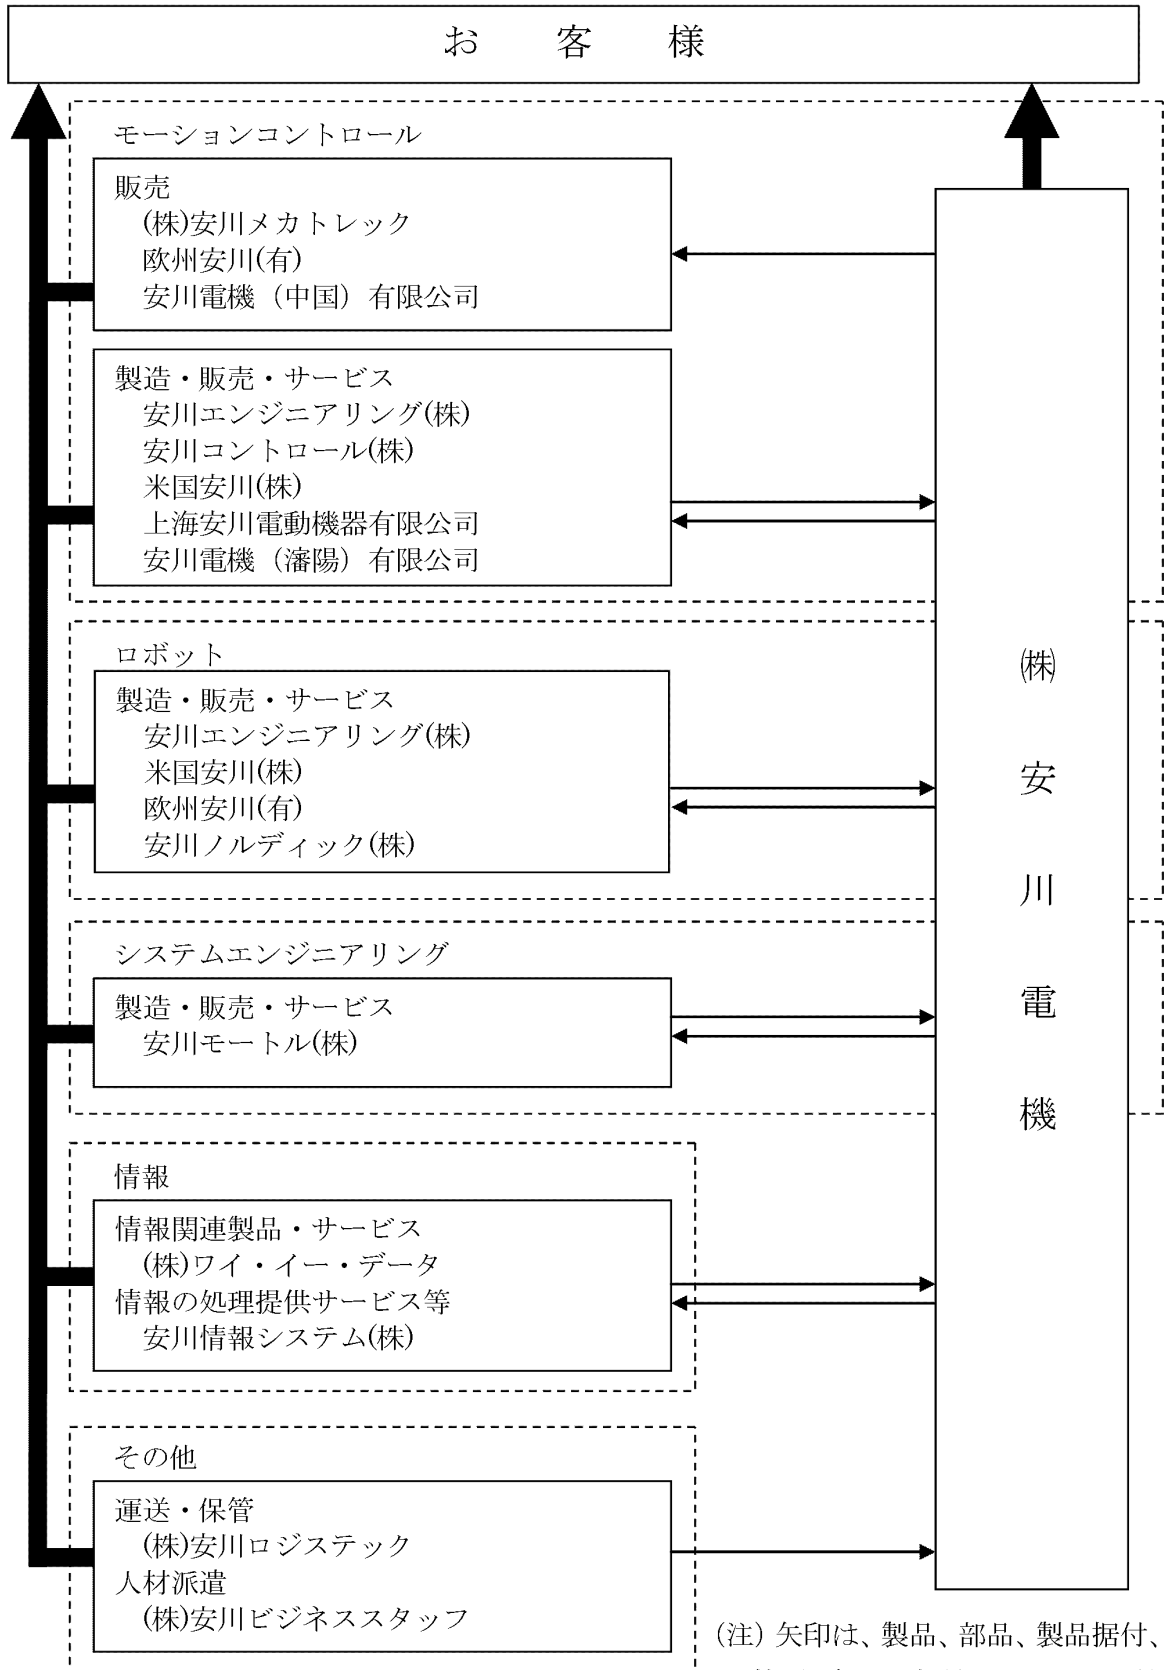 お客様
モーションコントロール
販売
(株)安川メカトレック
欧州安川(有)
安川電機（中国）有限公司
製造・販売・サービス
安川エンジニアリング(株)
安川コントロール(株)
米国安川(株)
上海安川電動機器有限公司
安川電機（瀋陽）有限公司
ロボット
製造・販売・サービス
安川エンジニアリング(株)
米国安川(株)
欧州安川(有)
安川ノルディック(株)
システムエンジニアリング
製造・販売・サービス
安川モートル(株)
情報
情報関連製品・サービス
(株)ワイ・イー・データ
情報の処理提供サービス等
安川情報システム(株)
その他
運送・保管
(株)安川ロジステック
人材派遣
(株)安川ビジネススタッフ
㈱安川電機
(注) 矢印は、製品、部品、製品据付、